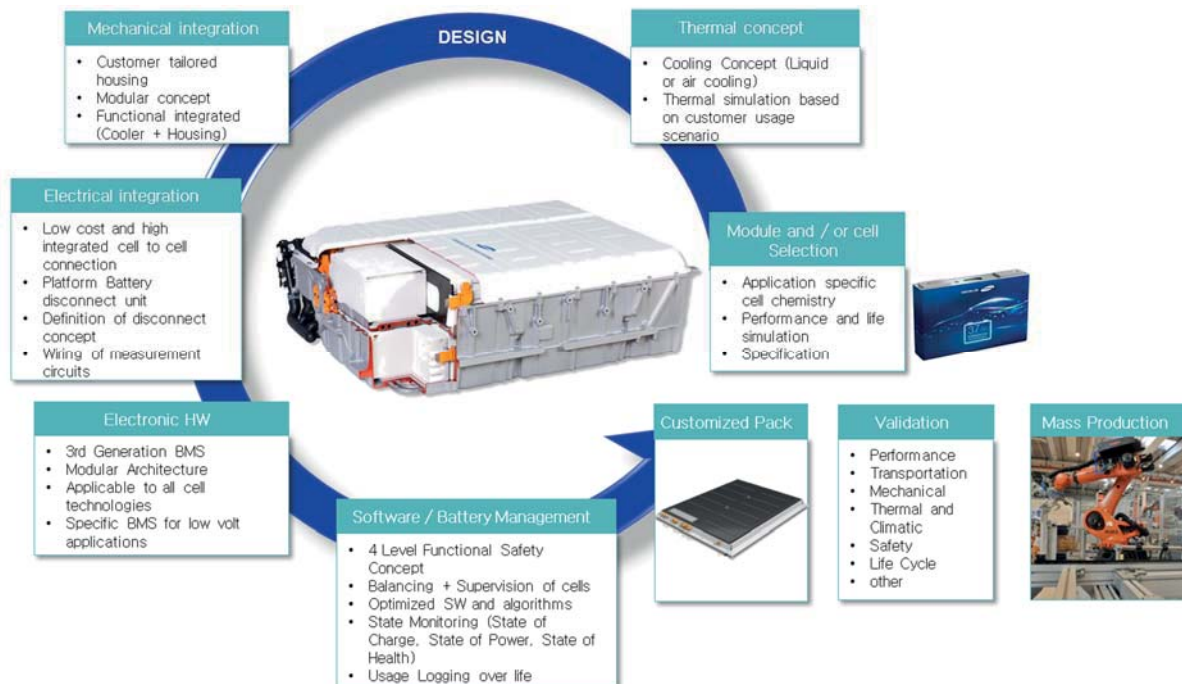 DESIGN
Mechanical integration
• Customer tailored
housing
• Modular concept
• Functional integrated
(Cooler + Housing)
Thermal concept
• Cooling Concept (Liquid
or air cooling)
• Thermal simulation based
on customer usage
scenario
Electrical integration
• Low cost and high
integrated cell to cell
connection
• Platform Battery
disconnect unit
• Definition of disconnect
concept
• Wiring of measurement
circuits
Module and / or cell
Selection
• Application specific
cell chemistry
• Performance and life
simulation
• Specification
Electronic HW
• 3rd Generation BMS
• Modular Architecture
• Applicable to all cell
technologies
• Specific BMS for low volt
applications
Software / Battery Management
• 4 Level Functional Safety
Concept
• Balancing + Supervision of cells
• Optimized SW and algorithms
• State Monitoring (State of
Charge, State of Power, State of
Health)
• Usage Logging over life
Customized Pack
Validation
• Performance
• Transportation
• Mechanical
• Thermal and
Climatic
• Safety
• Life Cycle
• other
Mass Production